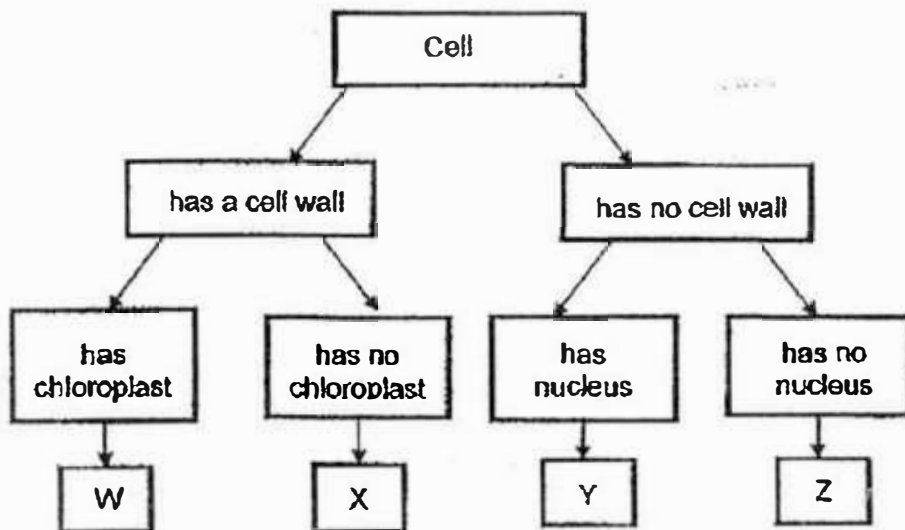 Cell
has a cell wall
has no cell wall
has
chloroplast
has no
chloroplast
has
nucleus
has no
nucleus
W
X
Y
Z